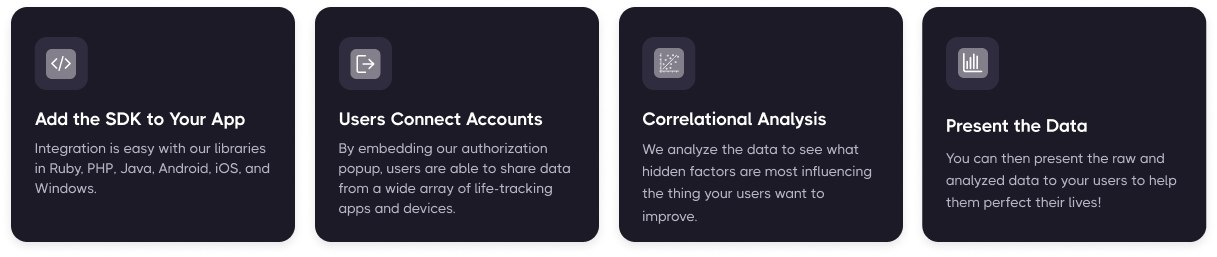 Add the SDK to Your App
Integration is easy with our libraries
in Ruby, PHP, Java, Android, iOS, and
Windows.
Users Connect Accounts
By embedding our authorization
popup, users are able to share data
from a wide array of life-tracking
apps and devices.
Correlational Analysis
We analyze the data to see what
hidden factors are most influencing
the thing your users want to
improve.
Present the Data
You can then present the raw and
analyzed data to your users to help
them perfect their lives!